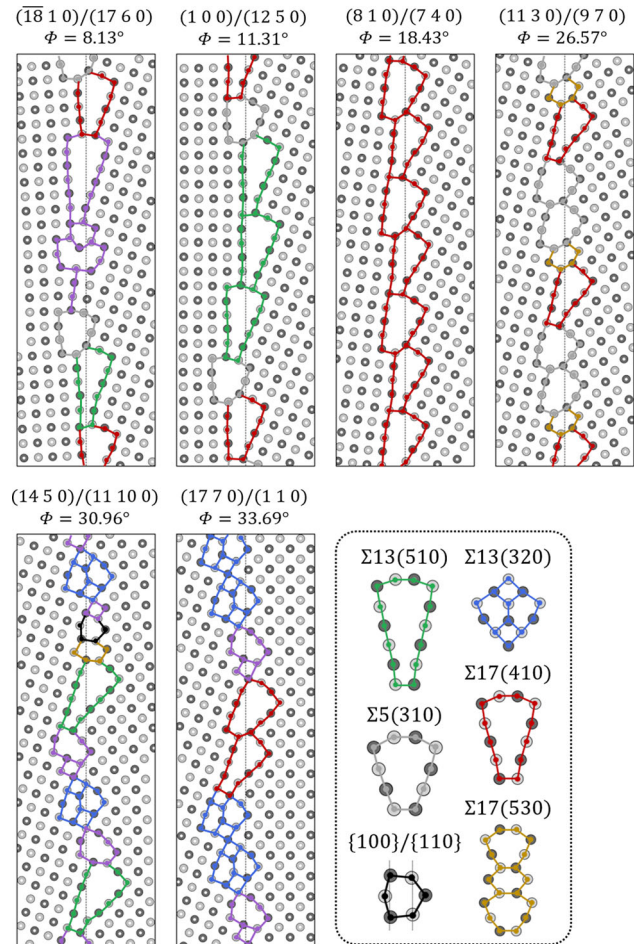 (1̅8̅ 1 0)/(17 6 0)
Φ = 8.13°
(1 0 0)/(12 5 0)
Φ = 11.31°
(8 1 0)/(7 4 0)
Φ = 18.43°
(11 3 0)/(9 7 0)
Φ = 26.57°
(14 5 0)/(11 10 0)
Φ = 30.96°
(17 7 0)/(1 1 0)
Φ = 33.69°
Σ13(510)
Σ13(320)
Σ17(410)
Σ5(310)
Σ17(530)
{100}/{110}